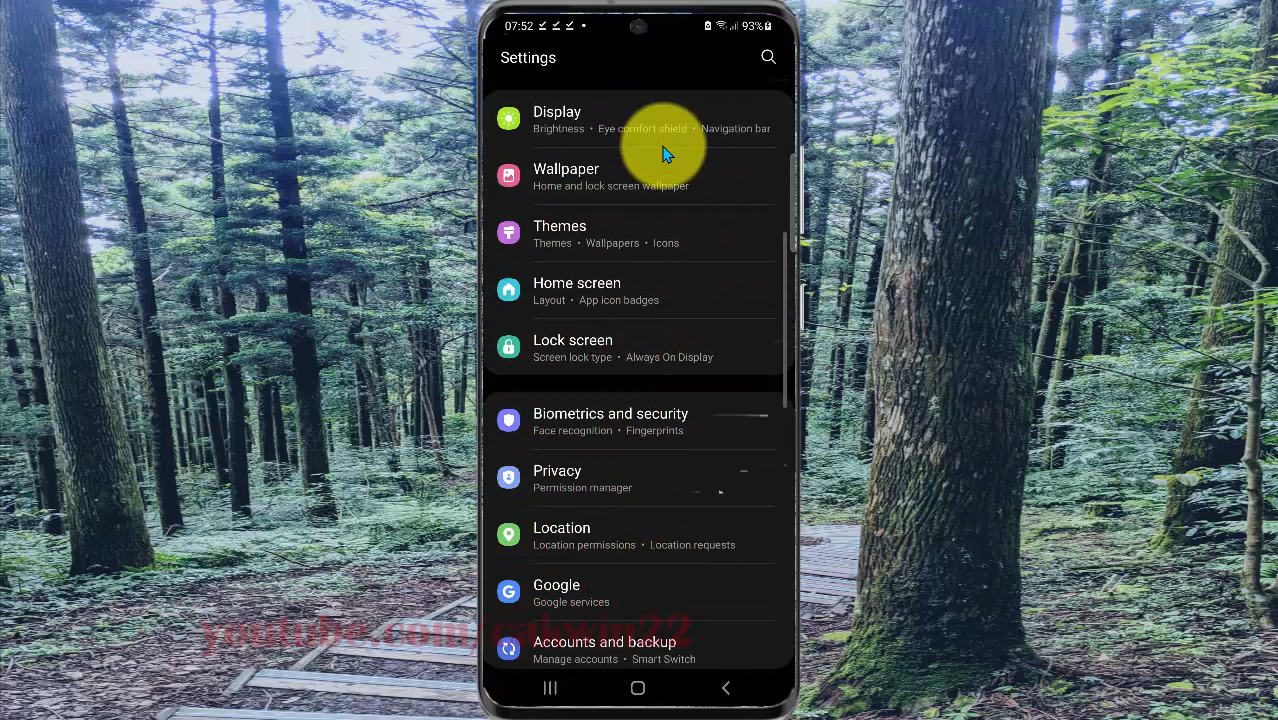 07:52
93%
Settings
Display
Brightness • Eye comfort shield • Navigation bar
Wallpaper
Home and lock screen wallpaper
Themes
Themes • Wallpapers • Icons
Home screen
Layout • App icon badges
Lock screen
Screen lock type • Always On Display
Biometrics and security
Face recognition • Fingerprints
Privacy
Permission manager
Location
Location permissions • Location requests
Google
Google services
youtube.com/rakwin22
Accounts and backup
Manage accounts • Smart Switch